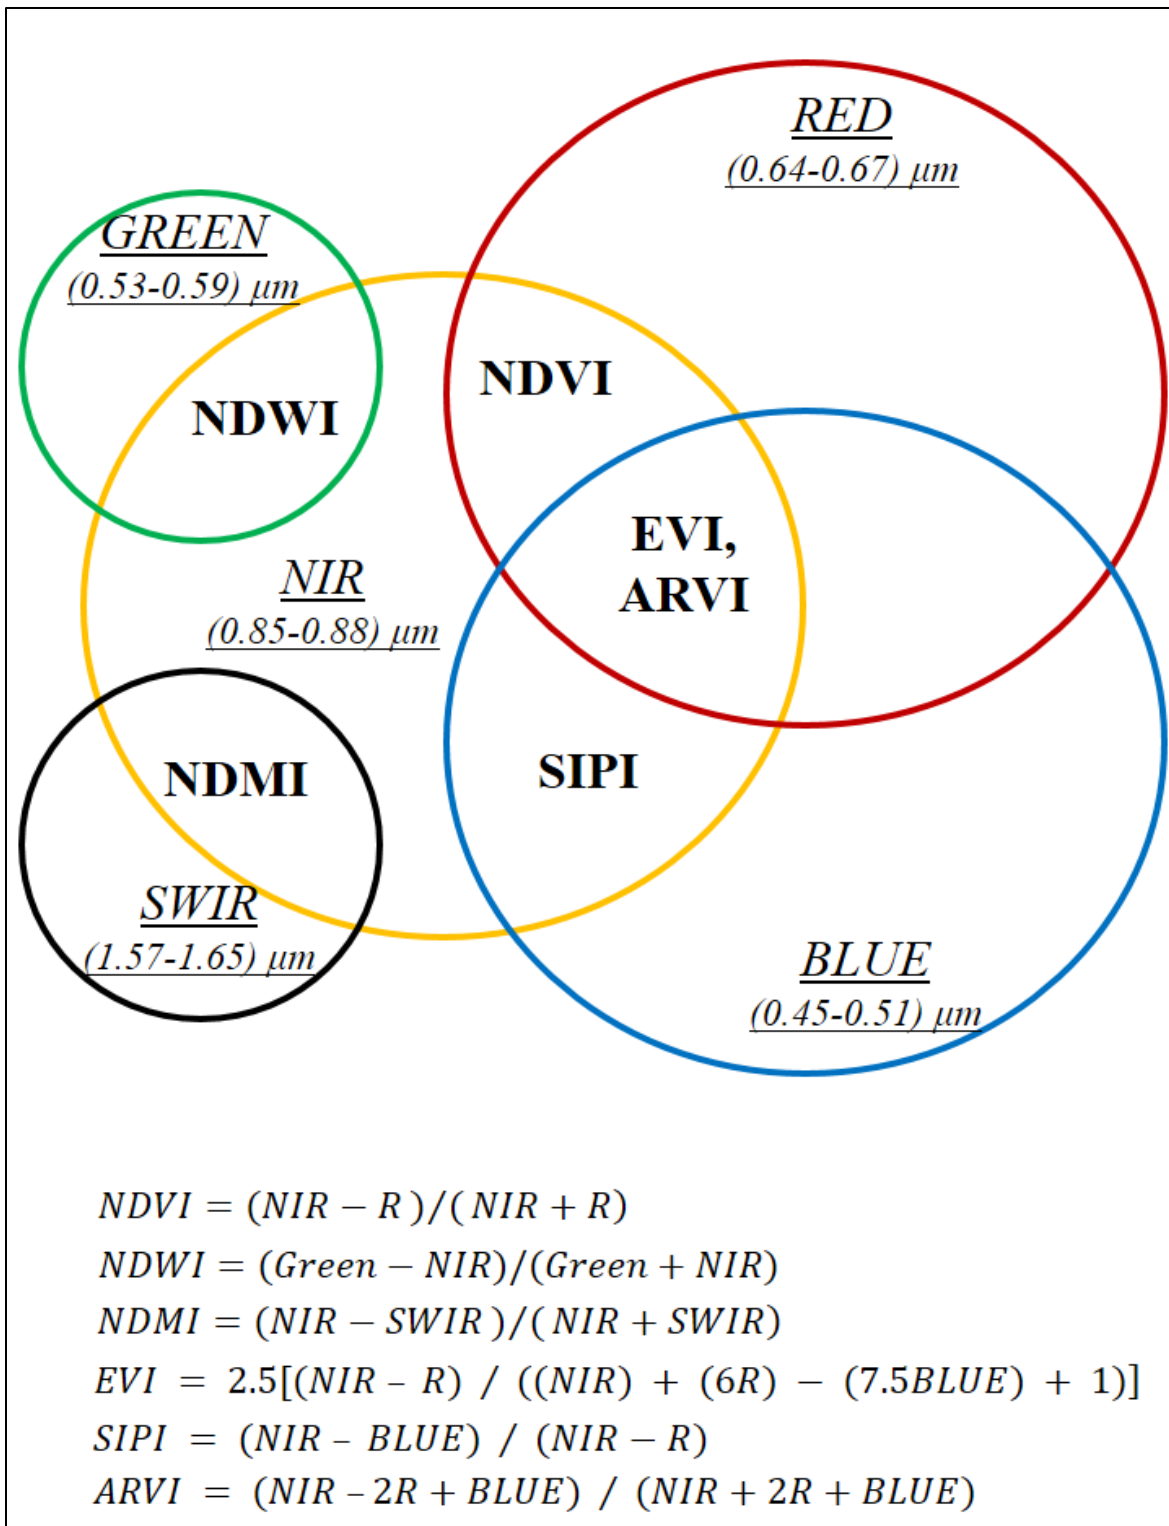 RED
(0.64-0.67) μm
GREEN
(0.53-0.59) μm
NDVI
NDWI
EVI,
ARVI
NIR
(0.85-0.88) μm
NDMI
SIPI
SWIR
(1.57-1.65) μm
BLUE
(0.45-0.51) μm
NDVI = (NIR − R)/(NIR + R)
NDWI = (Green − NIR)/(Green + NIR)
NDMI = (NIR − SWIR)/(NIR + SWIR)
EVI = 2.5[(NIR – R) / ((NIR) + (6R) − (7.5BLUE) + 1)]
SIPI = (NIR – BLUE) / (NIR − R)
ARVI = (NIR – 2R + BLUE) / (NIR + 2R + BLUE)